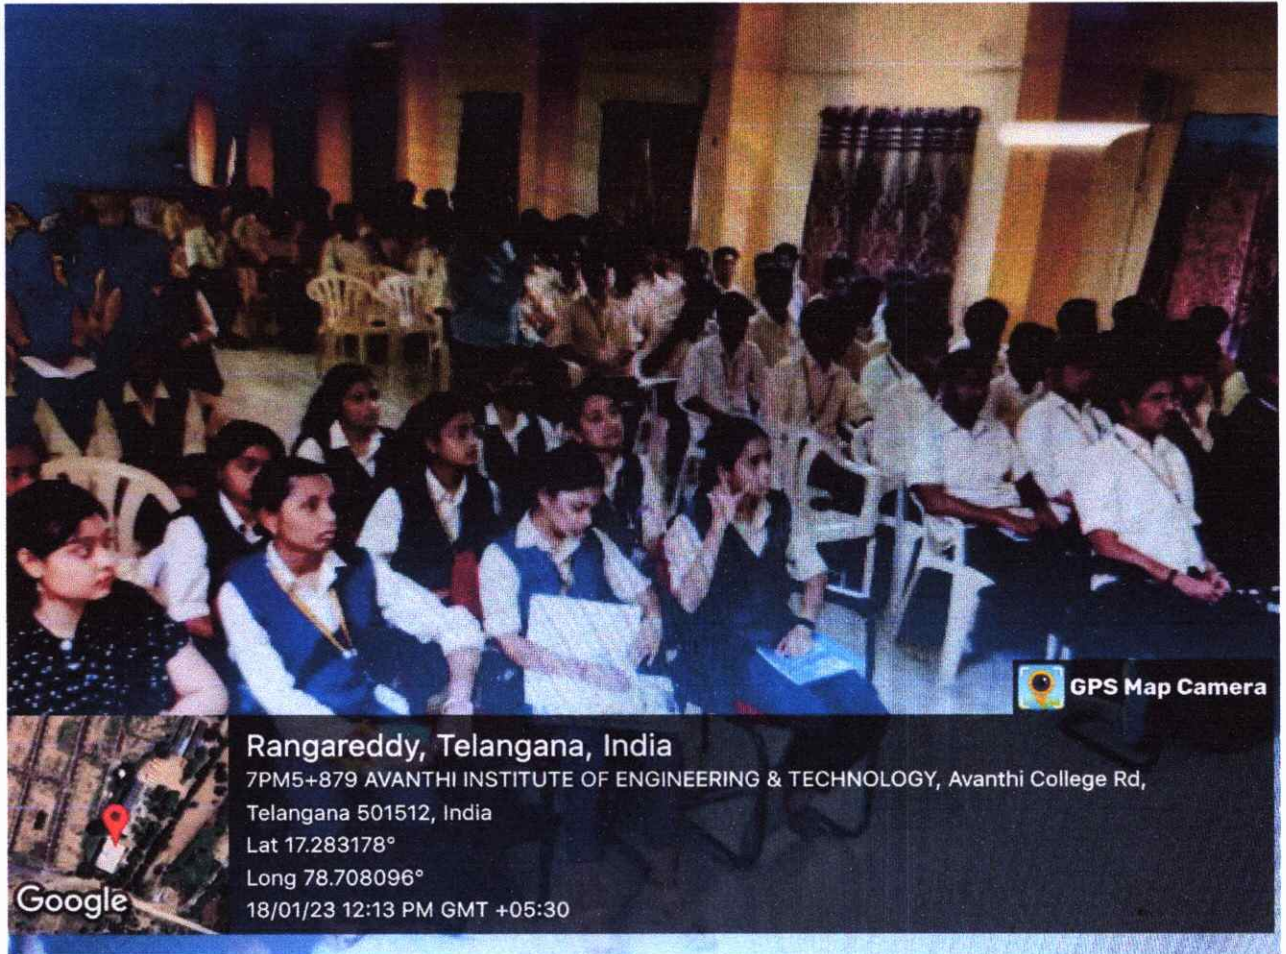 GPS Map Camera
Rangareddy, Telangana, India
7PM5+879 AVANTHI INSTITUTE OF ENGINEERING & TECHNOLOGY, Avanthi College Rd,
Telangana 501512, India
Lat 17.283178°
Long 78.708096°
18/01/23 12:13 PM GMT +05:30
Google